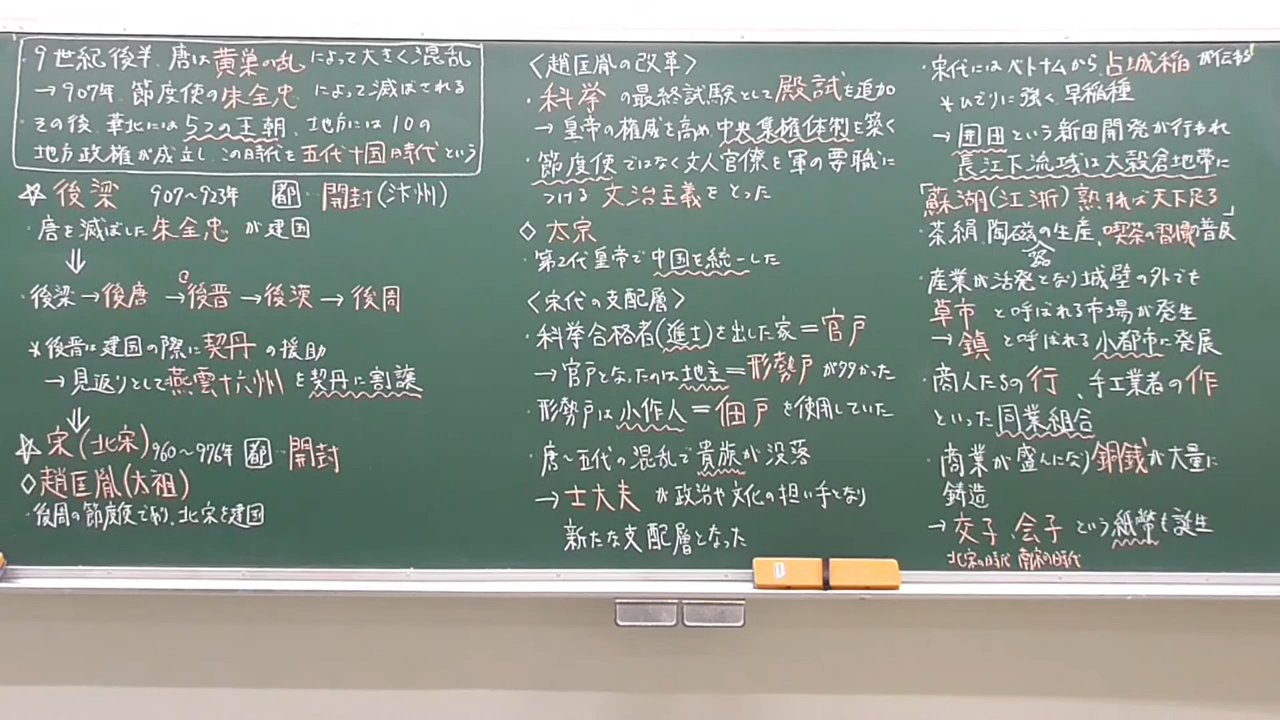 ・9世紀後半、唐は黄巣の乱 によって大きく混乱
→907年、節度使の朱全忠 によって滅ぼされる
・その後、華北には5つの王朝、地方には10の
地方政権が成立し、この時代を五代十国時代という
☆後梁 907～923年 都…開封(汴州)
・唐を滅ぼした朱全忠 が建国
⇓
・後梁→後唐→後晋→後漢→後周
＊後晋は建国の際に契丹 の援助
→見返りとして燕雲十六州 を契丹に割譲
⇓
☆宋(北宋) 960～976年 都…開封
◇趙匡胤(太祖)
・後周の節度使であり、北宋を建国
〈趙匡胤の改革〉
・科挙 の最終試験として殿試を追加
→皇帝の権威を高め、中央集権体制を築く
・節度使ではなく文人官僚を軍の要職に
つける 文治主義をとった
◇太宗
・第2代皇帝で中国を統一した
〈宋代の支配層〉
・科挙合格者(進士)を出した家＝官戸
→官戸となったのは地主＝形勢戸が多かった
・形勢戸は小作人＝佃戸 を使用していた
・唐～五代の混乱で貴族が没落
→士大夫 が政治や文化の担い手となり
新たな支配層となった
・宋代にはベトナムから占城稲が伝わる
＊ひでりに強く早稲種
→囲田という新田開発が行われ
長江下流域は大穀倉地帯に
「蘇湖(江浙)熟すれば天下足る」
・茶・絹・陶磁器の生産、喫茶の習慣普及
・産業が活発となり城壁の外でも
草市 と呼ばれる市場が発生
→鎮 と呼ばれる小都市に発展
・商人たちの行 、手工業者の作
といった同業組合
・商業が盛んになり銅銭が大量に
鋳造
→交子、会子 という紙幣も誕生
北宋の時代 南宋の時代